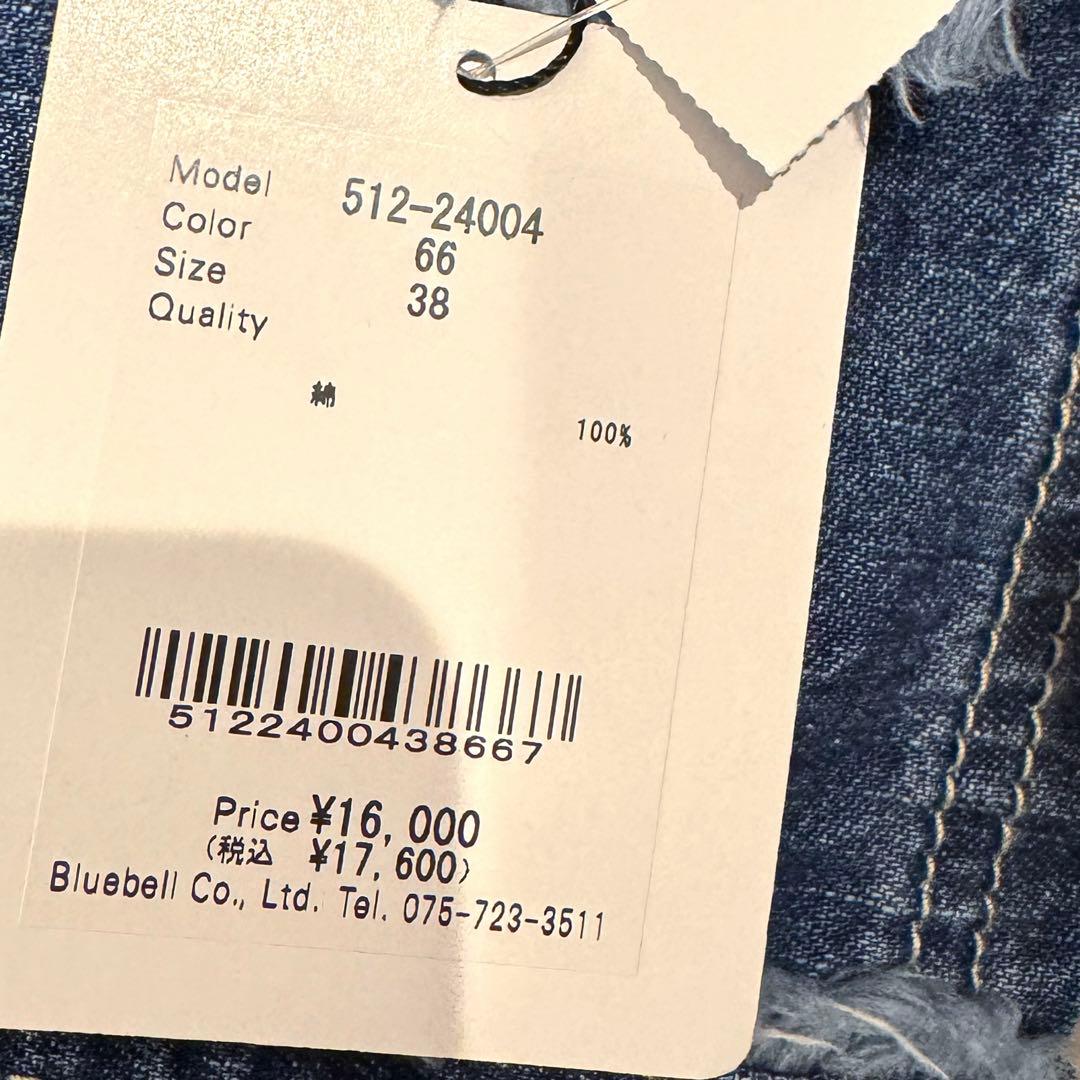 Model 512-24004
Color 66
Size 38
Quality
綿 100%
5122400438667
Price ¥16,000
(税込 ¥17,600)
Bluebell Co., Ltd. Tel. 075-723-3511